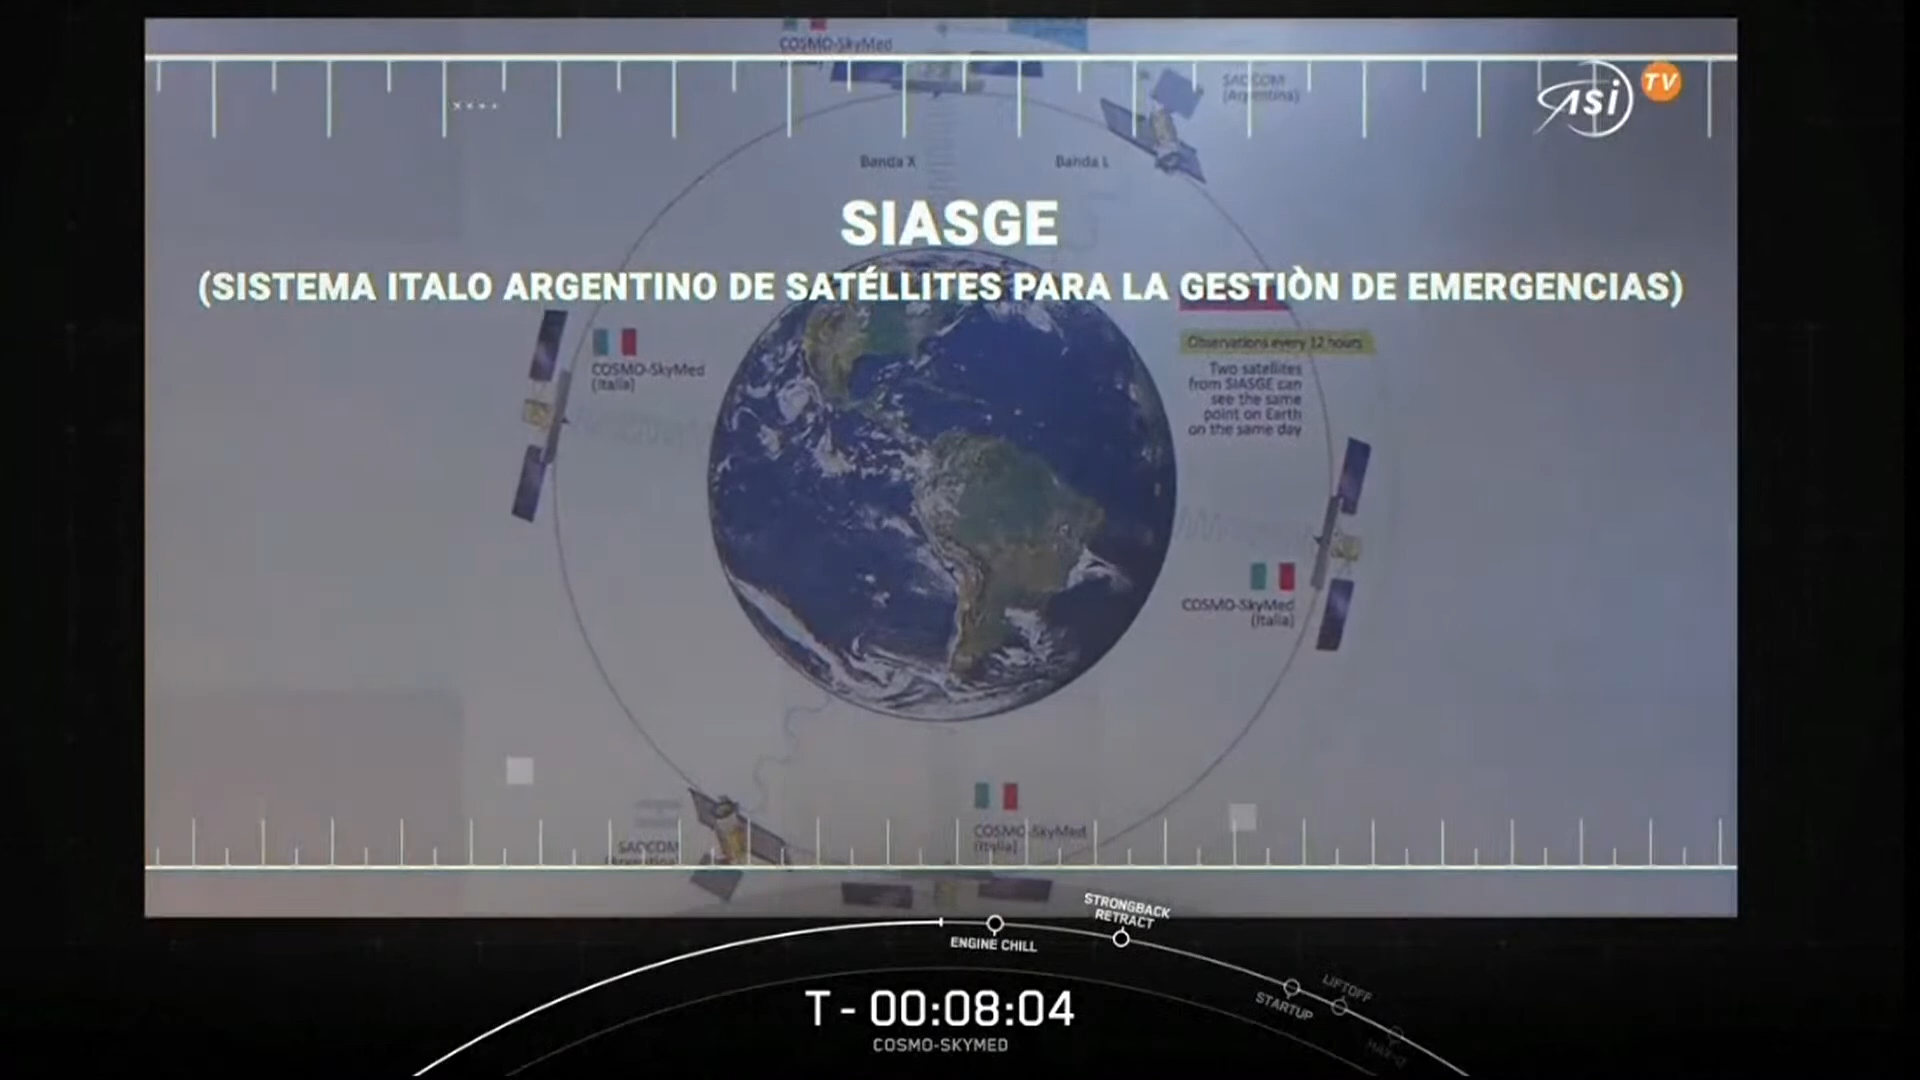 COSMO-SkyMed
SAOCOM
(Argentina)
asi TV
Banda X
Banda L
SIASGE
(SISTEMA ITALO ARGENTINO DE SATÉLLITES PARA LA GESTIÒN DE EMERGENCIAS)
COSMO-SkyMed
(Italia)
Observations every 12 hours
Two satellites
from SIASGE can
see the same
point on Earth
on the same day
COSMO-SkyMed
(Italia)
SAOCOM
(Argentina)
COSMO-SkyMed
(Italia)
ENGINE CHILL
STRONGBACK
RETRACT
STARTUP
LIFTOFF
MAX-Q
T - 00:08:04
COSMO-SKYMED